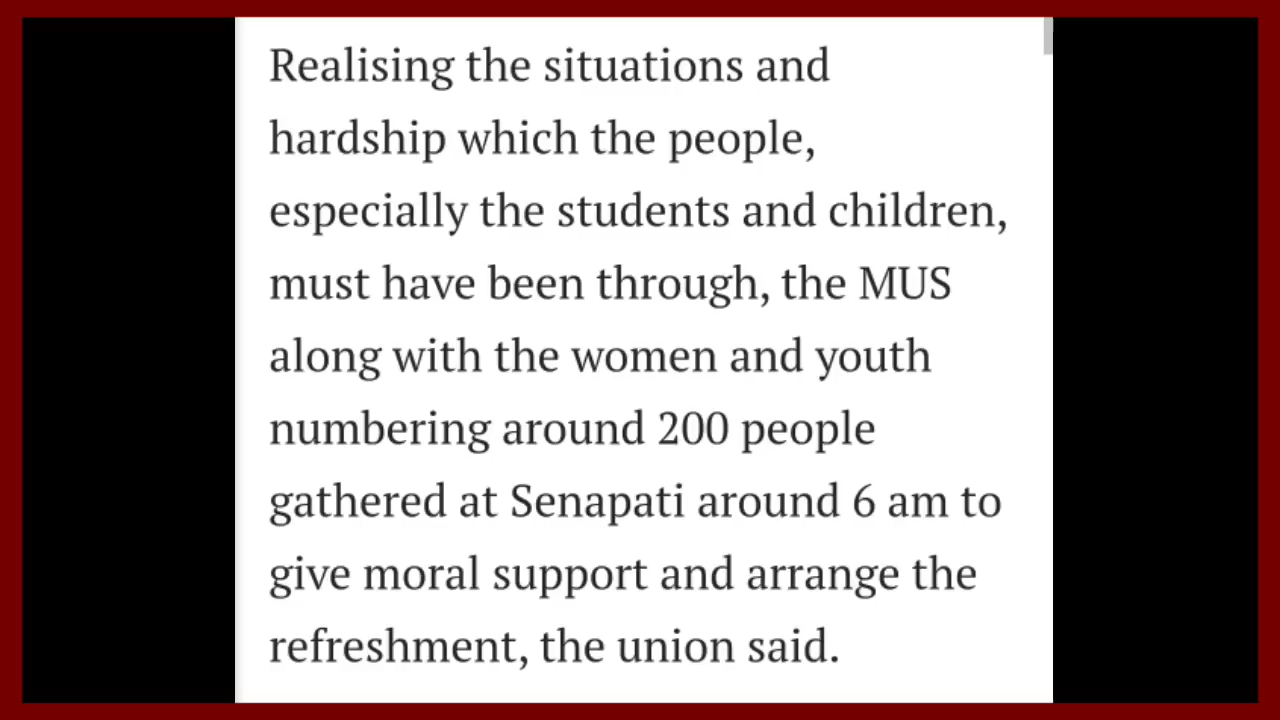 Realising the situations and
hardship which the people,
especially the students and children,
must have been through, the MUS
along with the women and youth
numbering around 200 people
gathered at Senapati around 6 am to
give moral support and arrange the
refreshment, the union said.